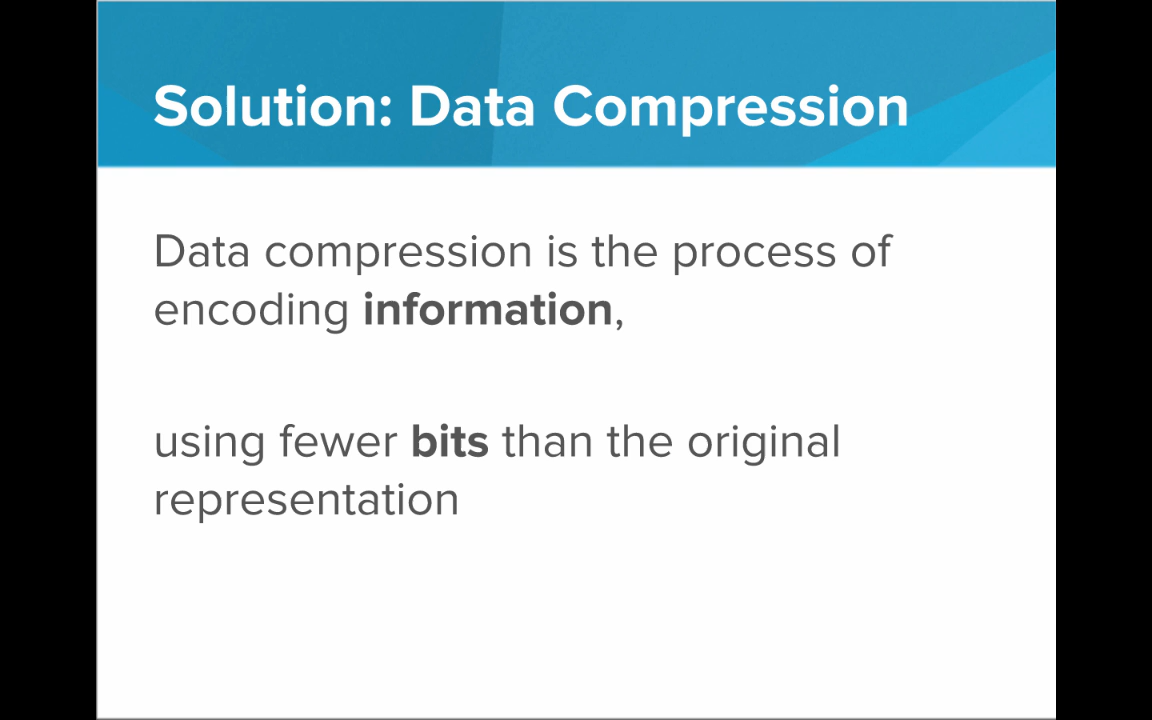 Solution: Data Compression
Data compression is the process of
encoding information,
using fewer bits than the original
representation